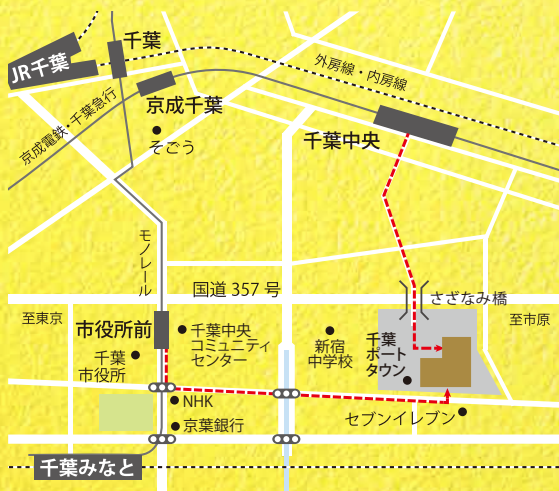 千葉
JR千葉
外房線・内房線
京成千葉
京成電鉄・千葉急行
そごう
千葉中央
モノレール
国道 357 号
さざなみ橋
至東京
至市原
市役所前
千葉中央
コミュニティ
センター
新宿
中学校
千葉
ポート
タウン
千葉
市役所
NHK
セブンイレブン
京葉銀行
千葉みなと